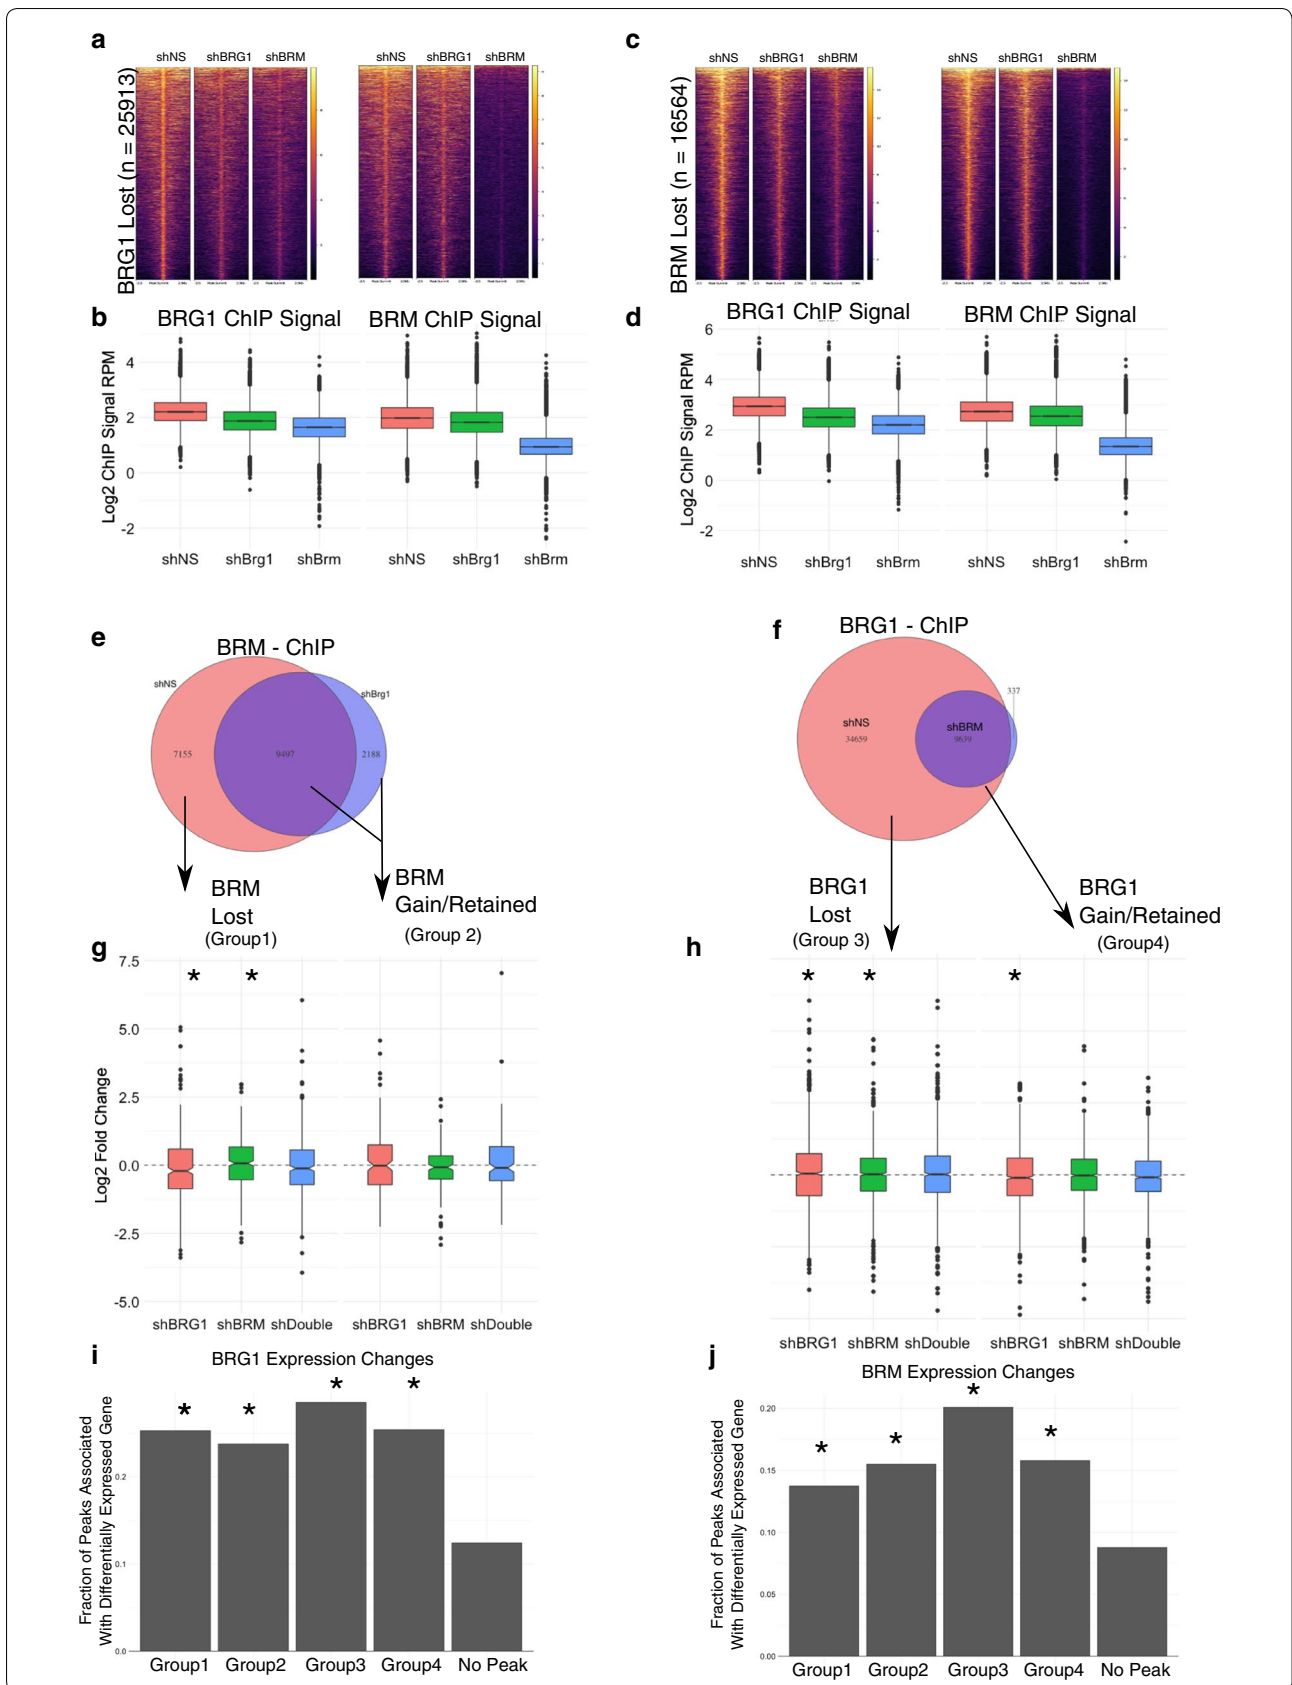 a
shNS shBRG1 shBRM
shNS shBRG1 shBRM
BRG1 Lost (n = 25913)
c
shNS shBRG1 shBRM
shNS shBRG1 shBRM
BRM Lost (n = 16564)
b
BRG1 ChIP Signal
BRM ChIP Signal
Log2 ChIP Signal RPM
4
2
0
-2
shNS shBrg1 shBrm
shNS shBrg1 shBrm
d
BRG1 ChIP Signal
BRM ChIP Signal
Log2 ChIP Signal RPM
6
4
2
0
-2
shNS shBrg1 shBrm
shNS shBrg1 shBrm
e
BRM - ChIP
shNS
shBrg1
7155
9497
2188
BRM
Lost
(Group1)
BRM
Gain/Retained
(Group 2)
f
BRG1 - ChIP
337
shNS
34659
shBRM
9639
BRG1
Lost
(Group 3)
BRG1
Gain/Retained
(Group4)
g
7.5
5.0
2.5
0.0
-2.5
-5.0
Log2 Fold Change
* *
shBRG1 shBRM shDouble
shBRG1 shBRM shDouble
h
* * *
shBRG1 shBRM shDouble
shBRG1 shBRM shDouble
i
BRG1 Expression Changes
Fraction of Peaks Associated
With Differentially Expressed Gene
* * * *
0.2
0.1
0.0
Group1 Group2 Group3 Group4 No Peak
j
BRM Expression Changes
Fraction of Peaks Associated
With Differentially Expressed Gene
* * * *
0.20
0.15
0.10
0.05
0.00
Group1 Group2 Group3 Group4 No Peak